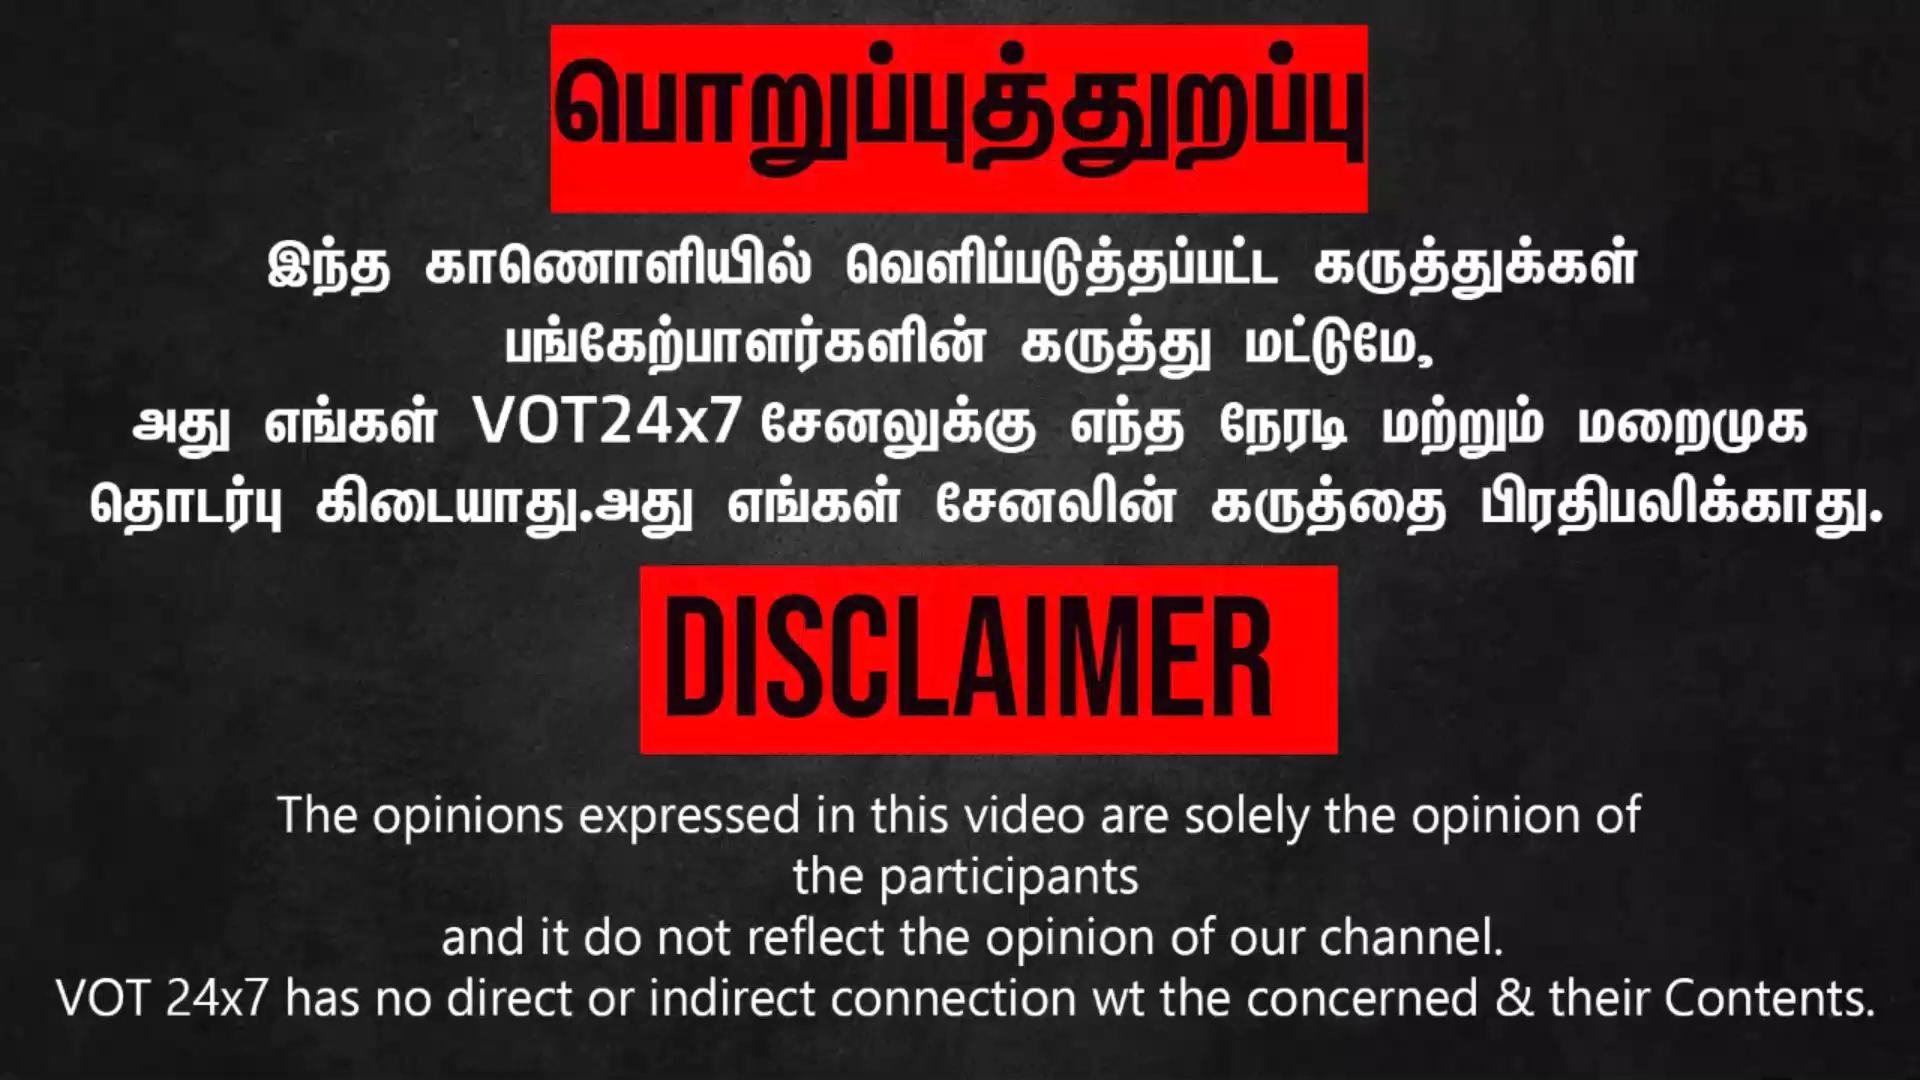 பொறுப்புத்துறப்பு
இந்த காணொளியில் வெளிப்படுத்தப்பட்ட கருத்துக்கள்
பங்கேற்பாளர்களின் கருத்து மட்டுமே,
அது எங்கள் VOT24x7 சேனலுக்கு எந்த நேரடி மற்றும் மறைமுக
தொடர்பு கிடையாது.அது எங்கள் சேனலின் கருத்தை பிரதிபலிக்காது.
DISCLAIMER
The opinions expressed in this video are solely the opinion of
the participants
and it do not reflect the opinion of our channel.
VOT 24x7 has no direct or indirect connection wt the concerned & their Contents.